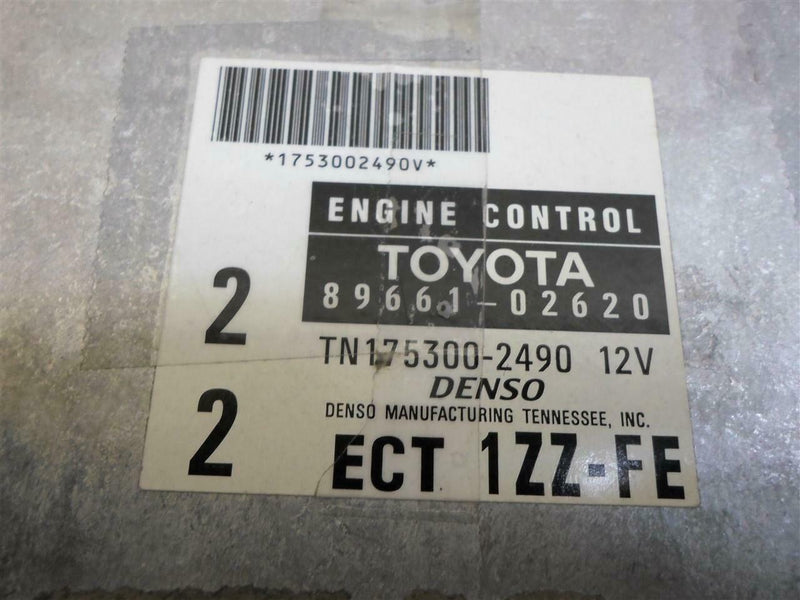 *1753002490V*
ENGINE CONTROL
TOYOTA
89661-02620
2
TN175300-2490 12V
DENSO
DENSO MANUFACTURING TENNESSEE, INC.
2
ECT 1ZZ-FE